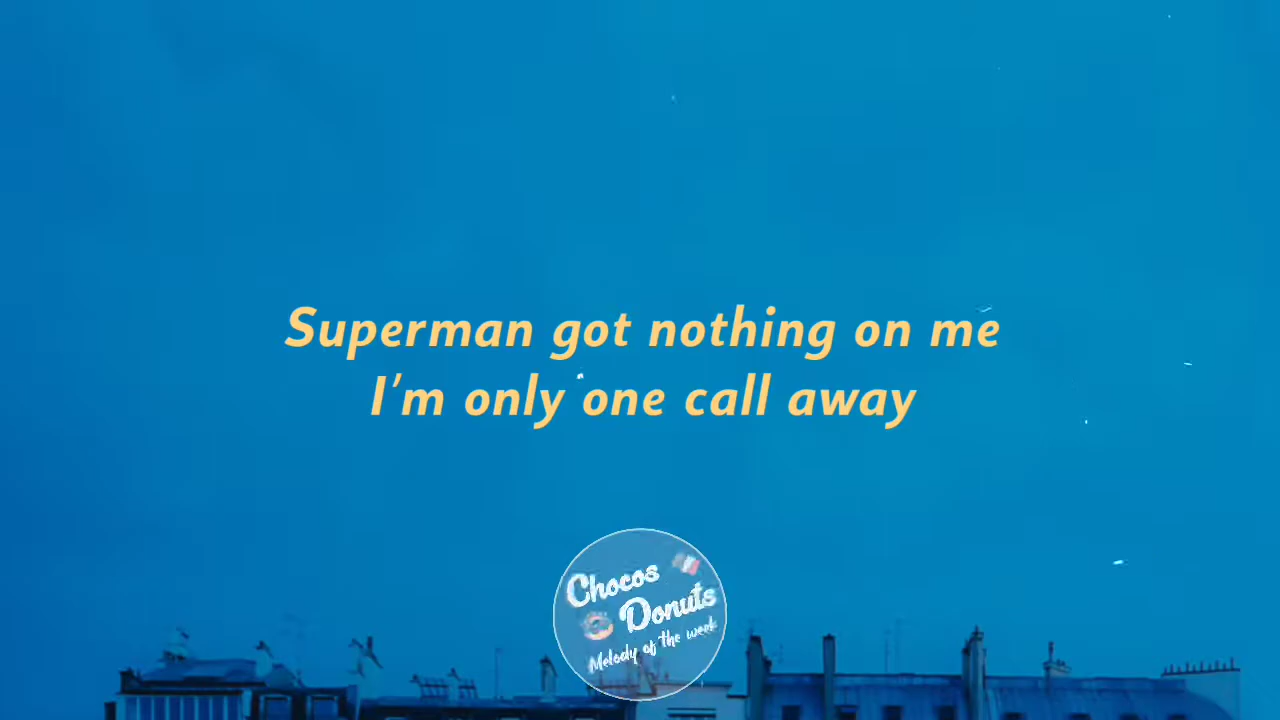 Superman got nothing on me
I'm only one call away
Chocos
Donuts
Melody of the week